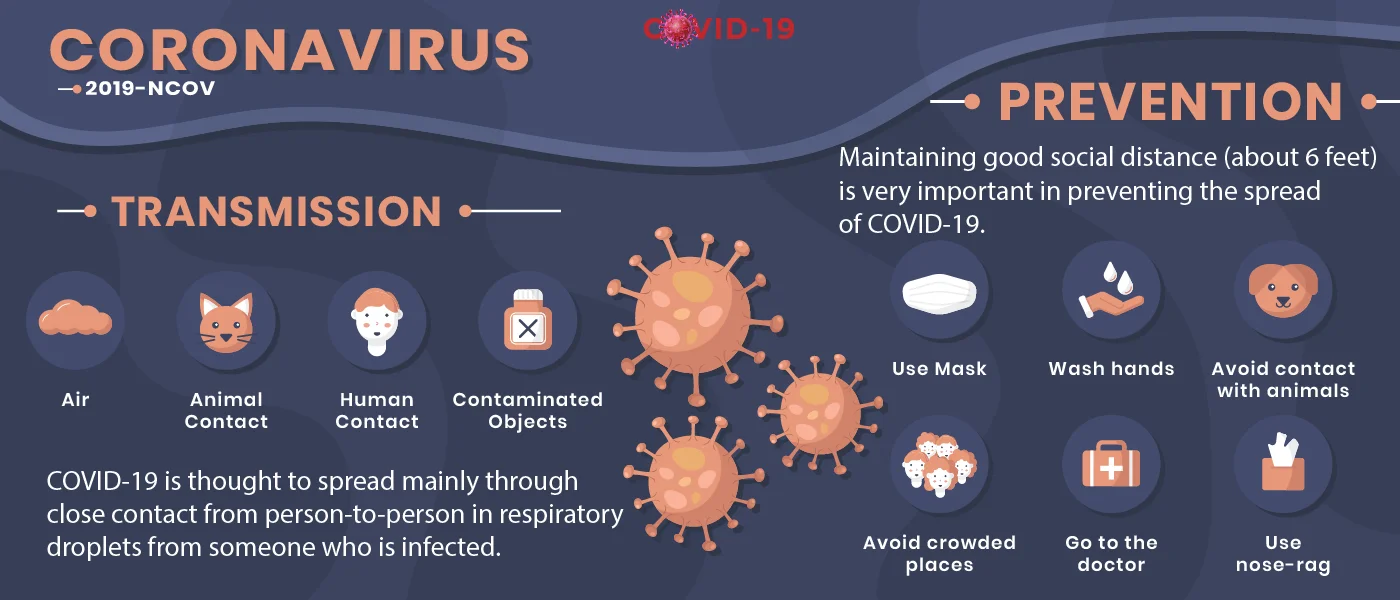 CORONAVIRUS
2019-NCOV
COVID-19
TRANSMISSION
Air
Animal
Contact
Human
Contact
Contaminated
Objects
COVID-19 is thought to spread mainly through
close contact from person-to-person in respiratory
droplets from someone who is infected.
PREVENTION
Maintaining good social distance (about 6 feet)
is very important in preventing the spread
of COVID-19.
Use Mask
Wash hands
Avoid contact
with animals
Avoid crowded
places
Go to the
doctor
Use
nose-rag